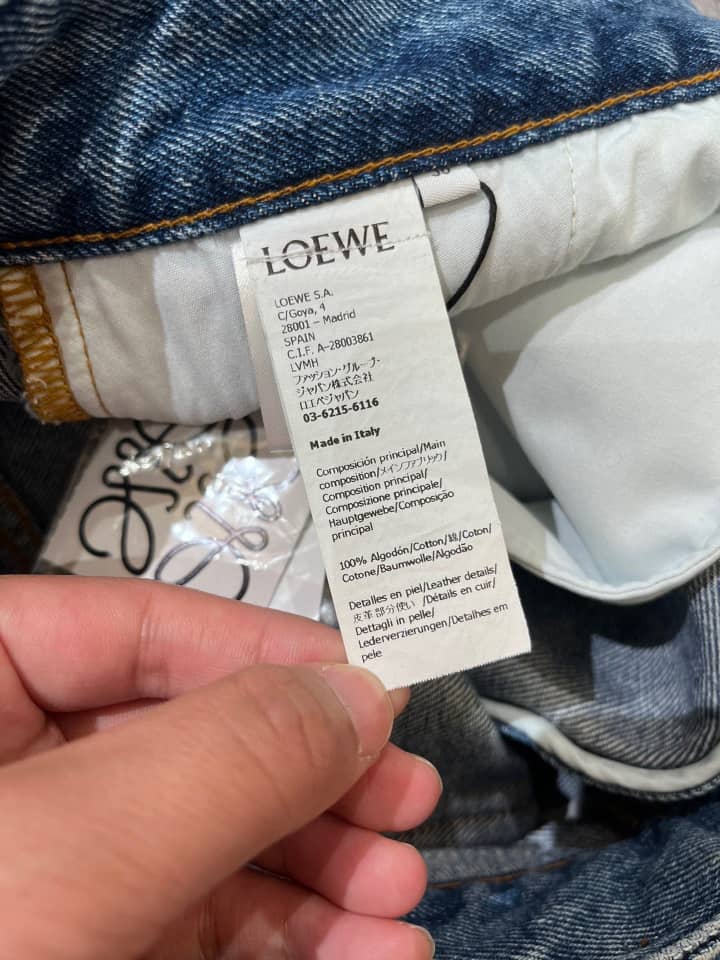 LOEWE
LOEWE S.A.
C/Goya, 4
28001 – Madrid
SPAIN
C.I.F. A-28003861
LVMH
ファッション・グループ
ジャパン株式会社
ロエベジャパン
03-6215-6116
Made in Italy
Composición principal/Main
composition/メインファブリック/
Composition principal/
Composizione principale/
Hauptgewebe/Composição
principal
100% Algodón/Cotton/綿/Coton/
Cotone/Baumwolle/Algodão
Detalles en piel/Leather details/
皮革部分使い /Détails en cuir/
Dettagli in pelle/
Lederverzierungen/Detalhes em
pele